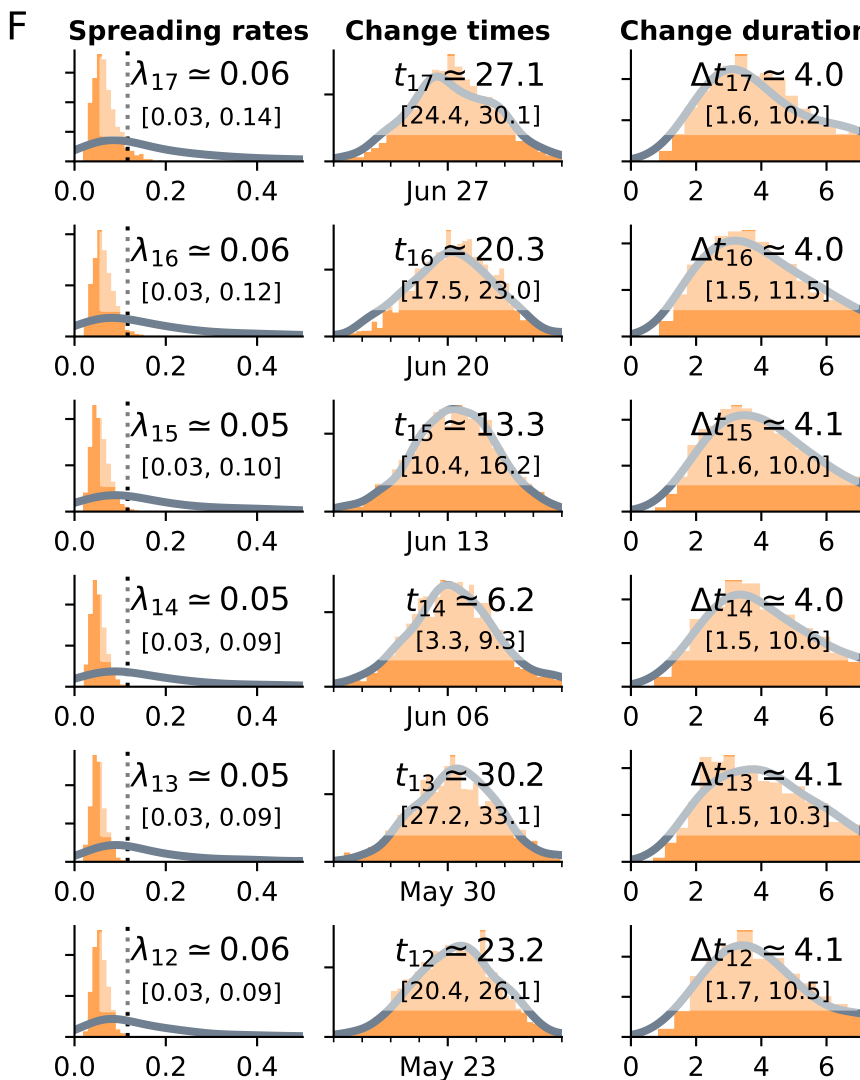 F
Spreading rates Change times Change duration
λ17 ≃ 0.06 t17 ≃ 27.1 Δt17 ≃ 4.0
[0.03, 0.14] [24.4, 30.1] [1.6, 10.2]
0.0 0.2 0.4 0 2 4 6
Jun 27
λ16 ≃ 0.06 t16 ≃ 20.3 Δt16 ≃ 4.0
[0.03, 0.12] [17.5, 23.0] [1.5, 11.5]
0.0 0.2 0.4 0 2 4 6
Jun 20
λ15 ≃ 0.05 t15 ≃ 13.3 Δt15 ≃ 4.1
[0.03, 0.10] [10.4, 16.2] [1.6, 10.0]
0.0 0.2 0.4 0 2 4 6
Jun 13
λ14 ≃ 0.05 t14 ≃ 6.2 Δt14 ≃ 4.0
[0.03, 0.09] [3.3, 9.3] [1.5, 10.6]
0.0 0.2 0.4 0 2 4 6
Jun 06
λ13 ≃ 0.05 t13 ≃ 30.2 Δt13 ≃ 4.1
[0.03, 0.09] [27.2, 33.1] [1.5, 10.3]
0.0 0.2 0.4 0 2 4 6
May 30
λ12 ≃ 0.06 t12 ≃ 23.2 Δt12 ≃ 4.1
[0.03, 0.09] [20.4, 26.1] [1.7, 10.5]
0.0 0.2 0.4 0 2 4 6
May 23